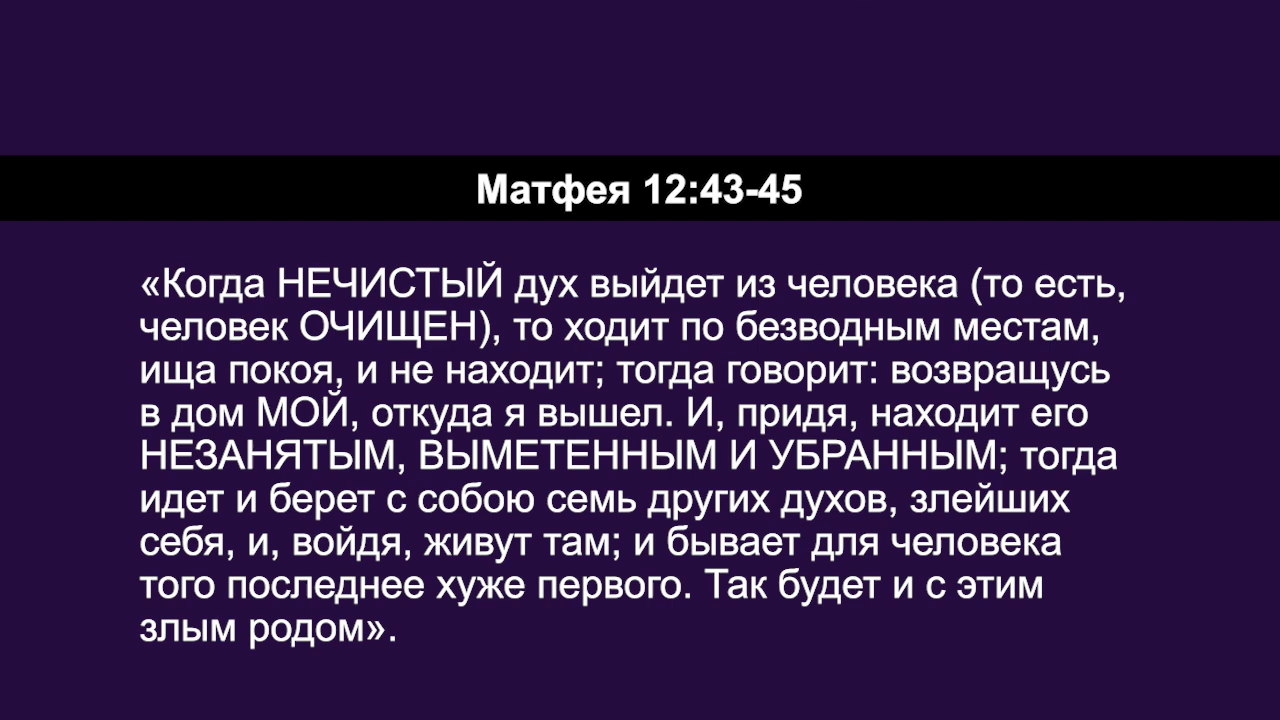 Матфея 12:43-45
«Когда НЕЧИСТЫЙ дух выйдет из человека (то есть,
человек ОЧИЩЕН), то ходит по безводным местам,
ища покоя, и не находит; тогда говорит: возвращусь
в дом МОЙ, откуда я вышел. И, придя, находит его
НЕЗАНЯТЫМ, ВЫМЕТЕННЫМ И УБРАННЫМ; тогда
идет и берет с собою семь других духов, злейших
себя, и, войдя, живут там; и бывает для человека
того последнее хуже первого. Так будет и с этим
злым родом».